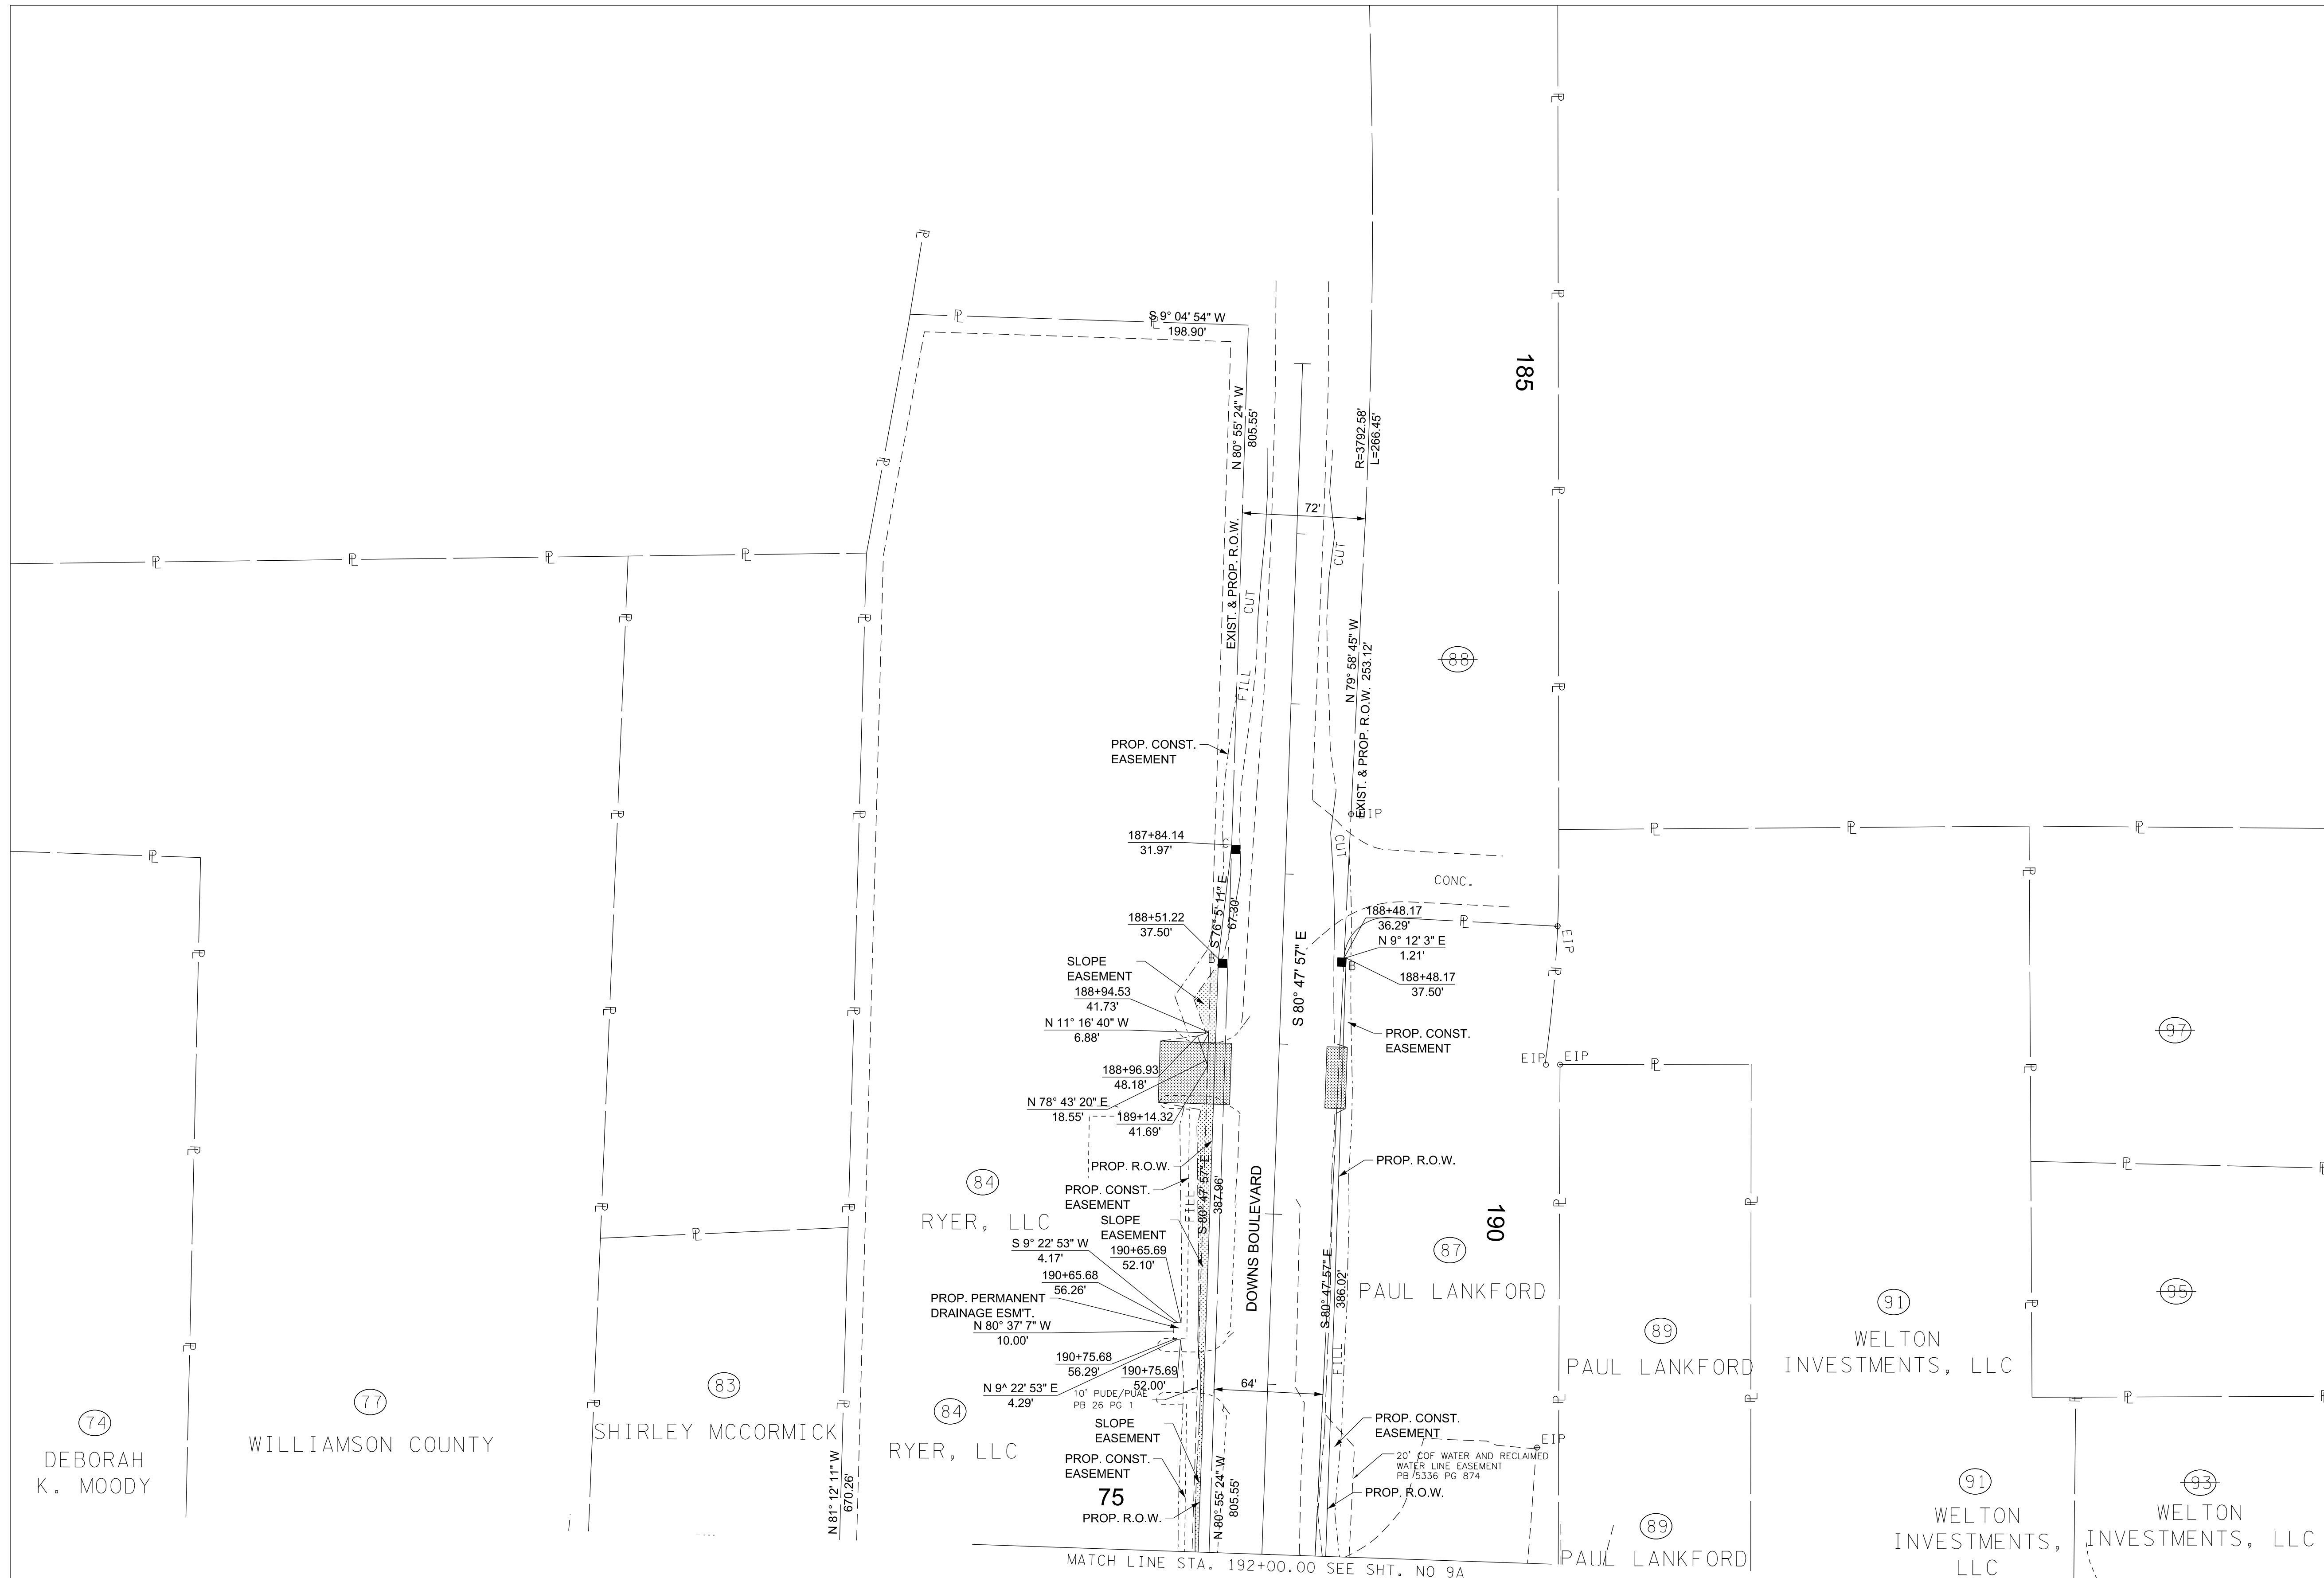 S 9° 04' 54" W
198.90'
N 80° 55' 24" W
805.55'
185
R=3792.58'
L=266.45'
72'
EXIST. & PROP. R.O.W.
CUT
CUT
FILL
N 79° 58' 45" W
EXIST. & PROP. R.O.W. 253.12'
88
PROP. CONST.
EASEMENT
EIP
187+84.14
31.97'
C
CUT
CONC.
S 76° 5' 11" E
67.30'
188+51.22
37.50'
188+48.17
36.29'
N 9° 12' 3" E
1.21'
188+48.17
37.50'
B
B
EIP
S 80° 47' 57" E
SLOPE
EASEMENT
188+94.53
41.73'
N 11° 16' 40" W
6.88'
PROP. CONST.
EASEMENT
EIP
EIP
97
188+96.93
48.18'
N 78° 43' 20" E
18.55'
189+14.32
41.69'
PROP. R.O.W.
PROP. R.O.W.
84
RYER, LLC
PROP. CONST.
EASEMENT
FILL
S 80° 47' 57" E
387.96'
DOWNS BOULEVARD
190
SLOPE
EASEMENT
S 9° 22' 53" W
4.17'
190+65.69
52.10'
190+65.68
56.26'
PROP. PERMANENT
DRAINAGE ESM'T.
N 80° 37' 7" W
10.00'
S 80° 47' 57" E
386.02'
87
PAUL LANKFORD
89
PAUL LANKFORD
91
WELTON
INVESTMENTS, LLC
95
190+75.68
56.29'
190+75.69
52.00'
N 9^ 22' 53" E
4.29'
10' PUDE/PUAE
PB 26 PG 1
64'
FILL
74
DEBORAH
K. MOODY
77
WILLIAMSON COUNTY
83
SHIRLEY MCCORMICK
84
RYER, LLC
N 81° 12' 11" W
670.26'
SLOPE
EASEMENT
PROP. CONST.
EASEMENT
75
PROP. R.O.W.
N 80° 55' 24" W
805.55'
PROP. CONST.
EASEMENT
20' COF WATER AND RECLAIMED
WATER LINE EASEMENT
PB 5336 PG 874
PROP. R.O.W.
EIP
89
PAUL LANKFORD
91
WELTON
INVESTMENTS,
LLC
93
WELTON
INVESTMENTS, LLC
MATCH LINE STA. 192+00.00 SEE SHT. NO 9A